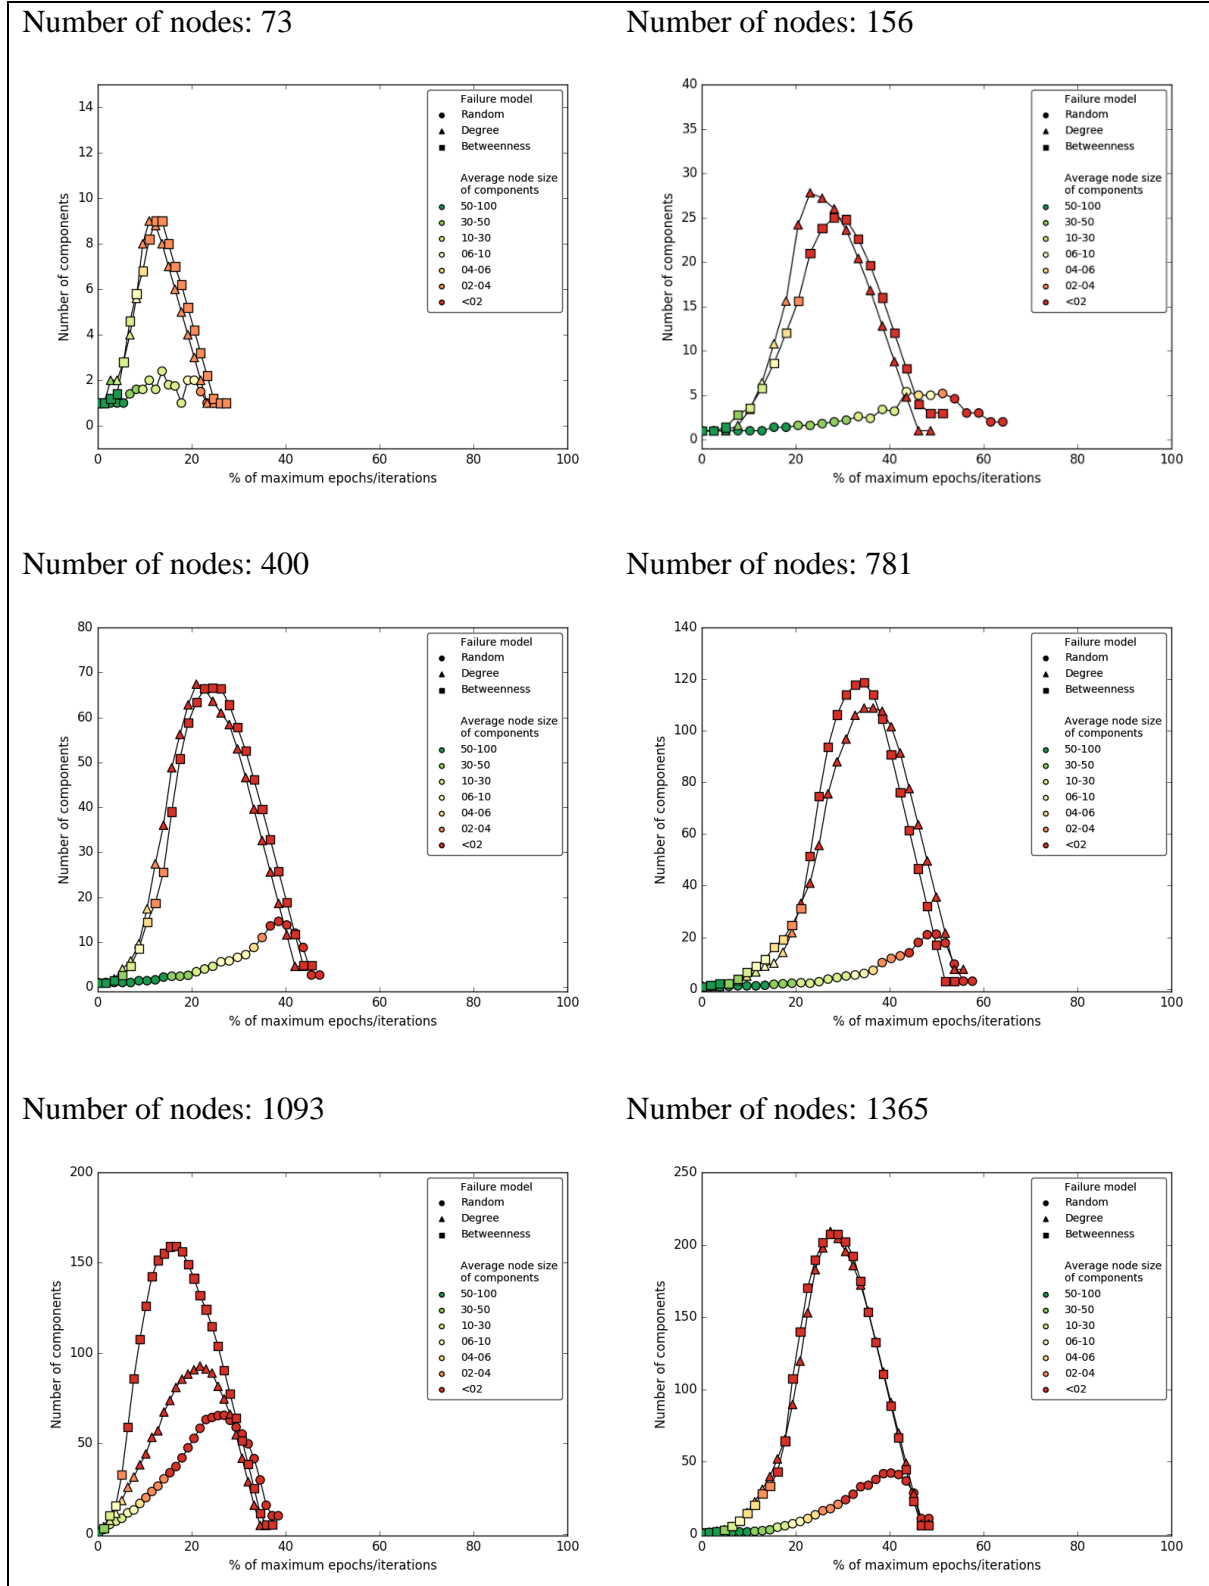 Number of nodes: 73
14
12
10
8
6
4
2
0
Number of components
0 20 40 60 80 100
% of maximum epochs/iterations
Failure model
Random
Degree
Betweenness
Average node size
of components
50-100
30-50
10-30
06-10
04-06
02-04
<02
Number of nodes: 156
40
35
30
25
20
15
10
5
0
Number of components
0 20 40 60 80 100
% of maximum epochs/iterations
Failure model
Random
Degree
Betweenness
Average node size
of components
50-100
30-50
10-30
06-10
04-06
02-04
<02
Number of nodes: 400
80
70
60
50
40
30
20
10
0
Number of components
0 20 40 60 80 100
% of maximum epochs/iterations
Failure model
Random
Degree
Betweenness
Average node size
of components
50-100
30-50
10-30
06-10
04-06
02-04
<02
Number of nodes: 781
140
120
100
80
60
40
20
0
Number of components
0 20 40 60 80 100
% of maximum epochs/iterations
Failure model
Random
Degree
Betweenness
Average node size
of components
50-100
30-50
10-30
06-10
04-06
02-04
<02
Number of nodes: 1093
200
150
100
50
0
Number of components
0 20 40 60 80 100
% of maximum epochs/iterations
Failure model
Random
Degree
Betweenness
Average node size
of components
50-100
30-50
10-30
06-10
04-06
02-04
<02
Number of nodes: 1365
250
200
150
100
50
0
Number of components
0 20 40 60 80 100
% of maximum epochs/iterations
Failure model
Random
Degree
Betweenness
Average node size
of components
50-100
30-50
10-30
06-10
04-06
02-04
<02